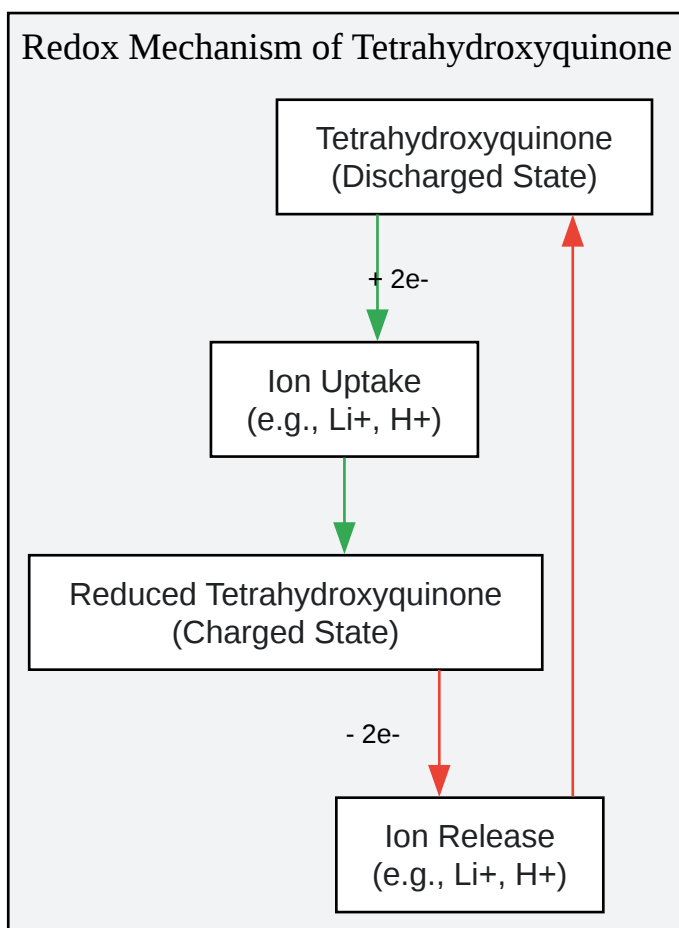 Redox Mechanism of Tetrahydroxyquinone
Tetrahydroxyquinone
(Discharged State)
+ 2e-
Ion Uptake
(e.g., Li+, H+)
Reduced Tetrahydroxyquinone
(Charged State)
- 2e-
Ion Release
(e.g., Li+, H+)